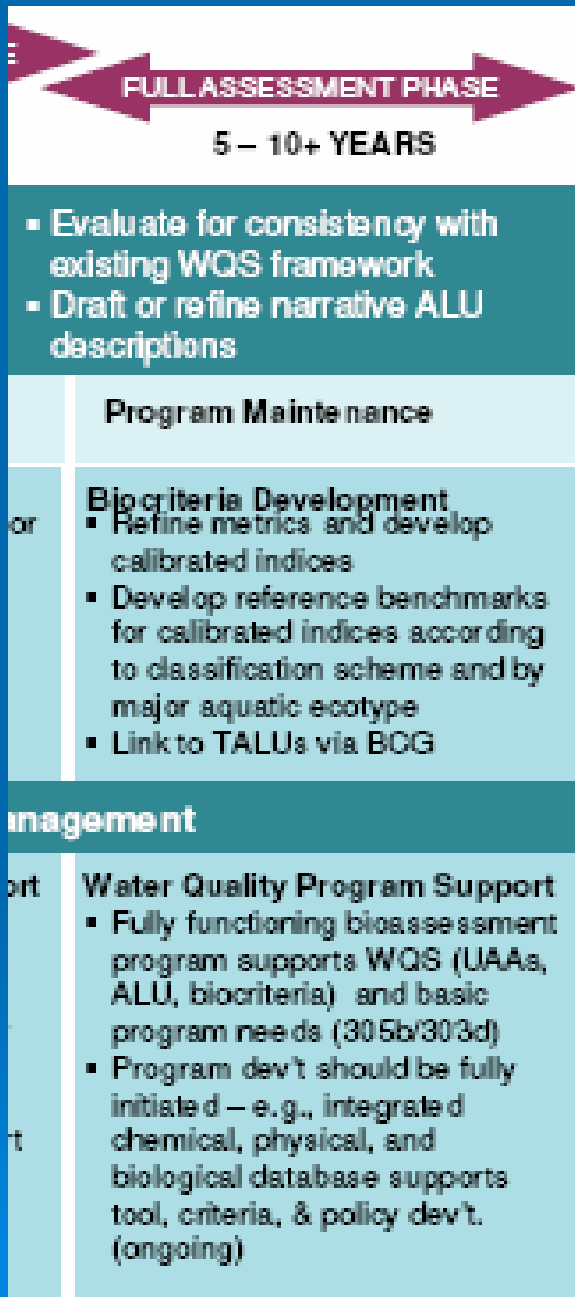 E
FULL ASSESSMENT PHASE
5 – 10+ YEARS
▪ Evaluate for consistency with
existing WQS framework
▪ Draft or refine narrative ALU
descriptions
Program Maintenance
or
Biocriteria Development
▪ Refine metrics and develop
calibrated indices
▪ Develop reference benchmarks
for calibrated indices according
to classification scheme and by
major aquatic ecotype
▪ Link to TALUs via BCG
anagement
ort
Water Quality Program Support
▪ Fully functioning bioassessment
program supports WQS (UAAs,
ALU, biocriteria) and basic
program needs (305b/303d)
▪ Program dev't should be fully
initiated – e.g., integrated
rt
chemical, physical, and
biological database supports
tool, criteria, & policy dev't.
(ongoing)